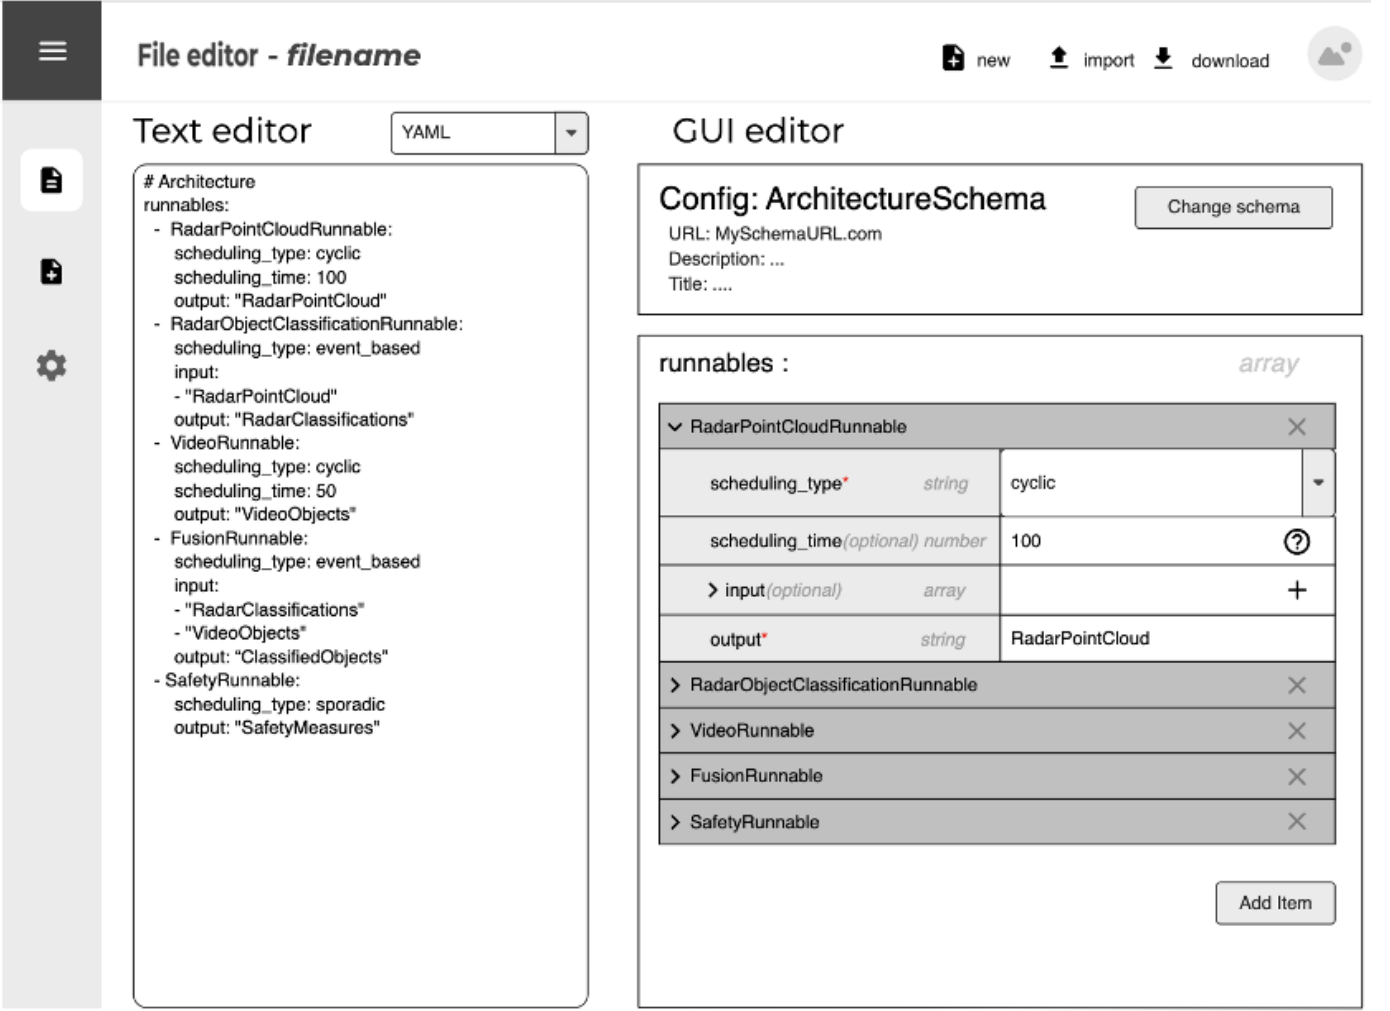 File editor - filename
new
import
download
Text editor
YAML
# Architecture
runnables:
- RadarPointCloudRunnable:
scheduling_type: cyclic
scheduling_time: 100
output: "RadarPointCloud"
- RadarObjectClassificationRunnable:
scheduling_type: event_based
input:
- "RadarPointCloud"
output: "RadarClassifications"
- VideoRunnable:
scheduling_type: cyclic
scheduling_time: 50
output: "VideoObjects"
- FusionRunnable:
scheduling_type: event_based
input:
- "RadarClassifications"
- "VideoObjects"
output: "ClassifiedObjects"
- SafetyRunnable:
scheduling_type: sporadic
output: "SafetyMeasures"
GUI editor
Config: ArchitectureSchema
Change schema
URL: MySchemaURL.com
Description: ...
Title: ....
runnables : array
RadarPointCloudRunnable
scheduling_type* string cyclic
scheduling_time(optional) number 100
input(optional) array
output* string RadarPointCloud
RadarObjectClassificationRunnable
VideoRunnable
FusionRunnable
SafetyRunnable
Add Item